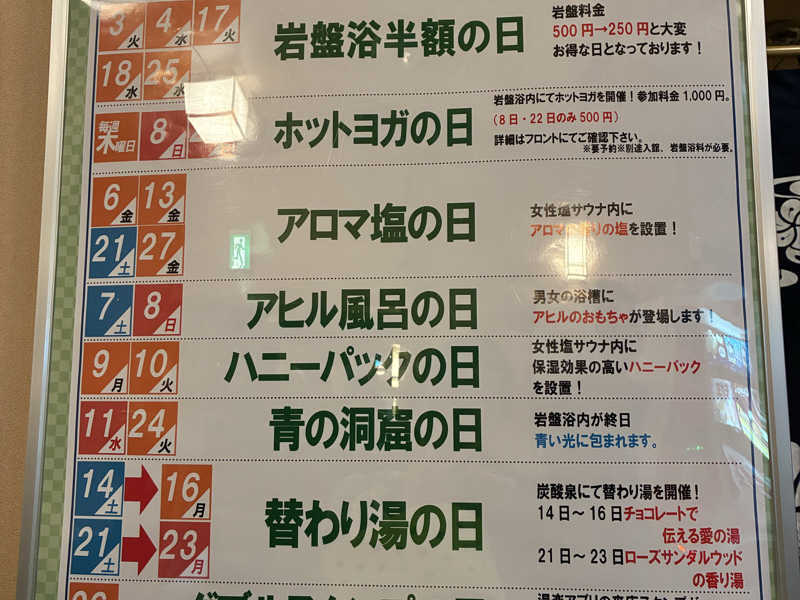 3火 4水 17火
18水 25水
岩盤浴半額の日
岩盤料金
500円→250円と大変
お得な日となっております!
毎週木曜日 8日
ホットヨガの日
岩盤浴内にてホットヨガを開催!参加料金1,000円。
(8日・22日のみ500円)
詳細はフロントにてご確認下さい。
※要予約※別途入館、岩盤浴料が必要。
6金 13金
21土 27金
アロマ塩の日
女性塩サウナ内に
アロマ
りの塩を設置!
7土 8日
アヒル風呂の日
男女の浴槽に
アヒルのおもちゃが登場します!
9月 10火
ハニーパックの日
女性塩サウナ内に
保湿効果の高いハニーパック
を設置!
11水 24火
青の洞窟の日
岩盤浴内が終日
青い光に包まれます。
14土 16月
21土 23月
替わり湯の日
炭酸泉にて替わり湯を開催!
14日~16日チョコレートで
伝える愛の湯
21日~23日ローズサンダルウッド
の香り湯